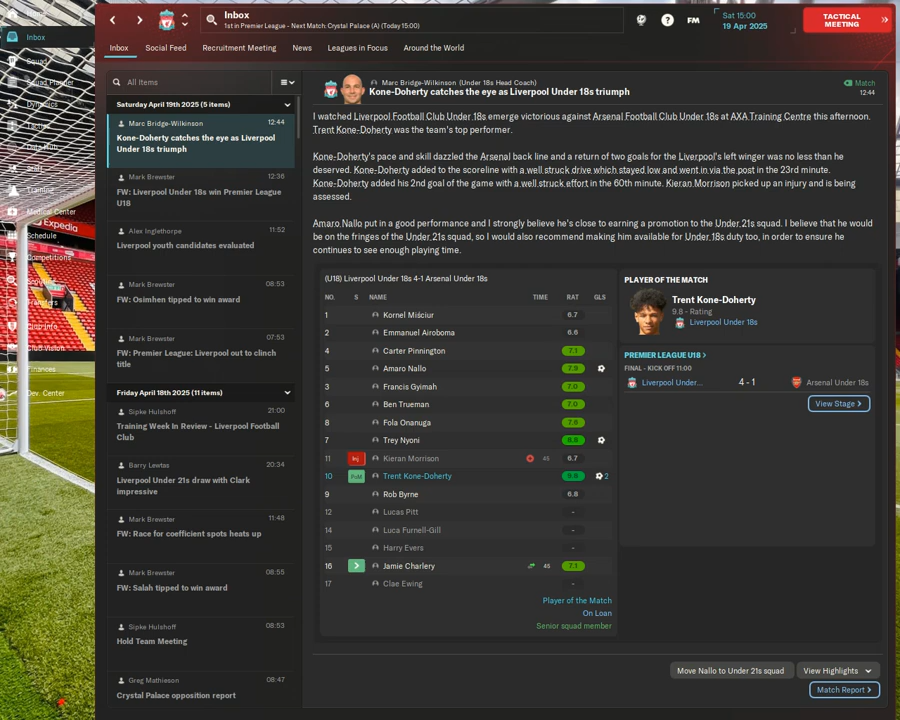 Inbox
1st in Premier League - Next Match: Crystal Palace (A) (Today 15:00)
FM
Sat 15:00
19 Apr 2025
TACTICAL
MEETING
Inbox
Social Feed
Recruitment Meeting
News
Leagues in Focus
Around the World
Inbox
Squad
Squad Planner
Dynamics
Data Hub
Staff
Training
Medical Center
Schedule
Competitions
Transfers
Club Info
Club Vision
Finances
Dev. Center
Expedia
All Items
Saturday April 19th 2025 (5 items)
Marc Bridge-Wilkinson 12:44
Kone-Doherty catches the eye as Liverpool
Under 18s triumph
Mark Brewster 12:36
FW: Liverpool Under 18s win Premier League
U18
Alex Inglethorpe 11:52
Liverpool youth candidates evaluated
Mark Brewster 08:53
FW: Osimhen tipped to win award
Mark Brewster 07:53
FW: Premier League: Liverpool out to clinch
title
Friday April 18th 2025 (11 items)
Sipke Hulshoff 21:00
Training Week In Review - Liverpool Football
Club
Barry Lewtas 20:34
Liverpool Under 21s draw with Clark
impressive
Mark Brewster 11:48
FW: Race for coefficient spots heats up
Mark Brewster 08:55
FW: Salah tipped to win award
Sipke Hulshoff 08:53
Hold Team Meeting
Greg Mathieson 08:47
Crystal Palace opposition report
Marc Bridge-Wilkinson (Under 18s Head Coach)
Kone-Doherty catches the eye as Liverpool Under 18s triumph
Match
12:44
I watched Liverpool Football Club Under 18s emerge victorious against Arsenal Football Club Under 18s at AXA Training Centre this afternoon.
Trent Kone-Doherty was the team's top performer.
Kone-Doherty's pace and skill dazzled the Arsenal back line and a return of two goals for the Liverpool's left winger was no less than he
deserved. Kone-Doherty added to the scoreline with a well struck drive which stayed low and went in via the post in the 23rd minute.
Kone-Doherty added his 2nd goal of the game with a well struck effort in the 60th minute. Kieran Morrison picked up an injury and is being
assessed.
Amaro Nallo put in a good performance and I strongly believe he's close to earning a promotion to the Under 21s squad. I believe that he would
be on the fringes of the Under 21s squad, so I would also recommend making him available for Under 18s duty too, in order to ensure he
continues to see enough playing time.
(U18) Liverpool Under 18s 4-1 Arsenal Under 18s
NO. S NAME TIME RAT GLS
1 Kornel Miściur 6.7
2 Emmanuel Airoboma 6.6
4 Carter Pinnington 7.1
5 Amaro Nallo 7.9
3 Francis Gyimah 7.0
6 Ben Trueman 7.0
8 Fola Onanuga 7.8
7 Trey Nyoni 8.8
11 Inj Kieran Morrison 45 6.7
10 PoM Trent Kone-Doherty 9.8 2
9 Rob Byrne 6.8
12 Lucas Pitt -
14 Luca Furnell-Gill -
15 Harry Evers -
16 Jamie Charlery 45 7.1
17 Clae Ewing -
Player of the Match
On Loan
Senior squad member
PLAYER OF THE MATCH
Trent Kone-Doherty
9.8 - Rating
Liverpool Under 18s
PREMIER LEAGUE U18
FINAL - KICK OFF 11:00
Liverpool Under... 4 - 1 Arsenal Under 18s
View Stage
Move Nallo to Under 21s squad
View Highlights
Match Report